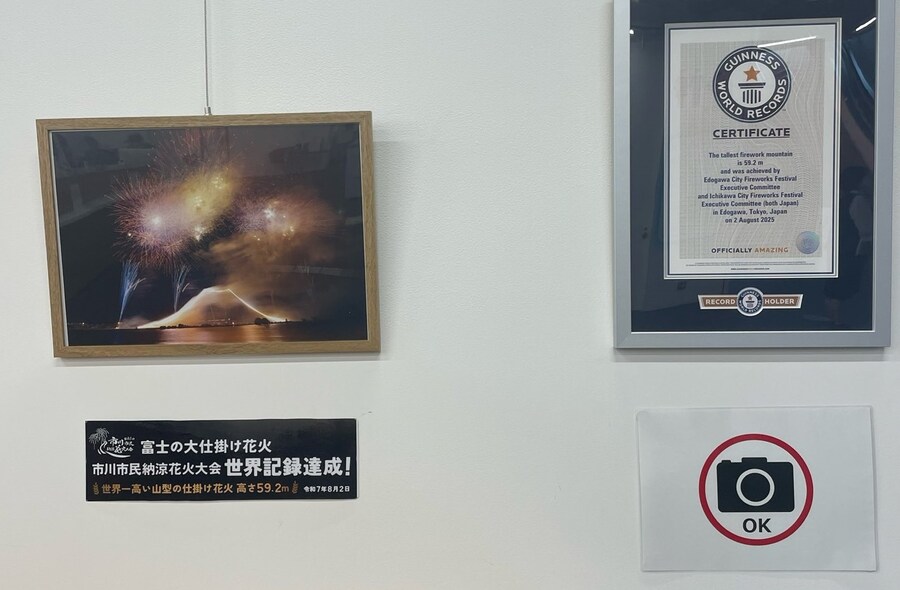 GUINNESS WORLD RECORDS
CERTIFICATE
The tallest firework mountain
is 59.2 m
and was achieved by
Edogawa City Fireworks Festival
Executive Committee
and Ichikawa City Fireworks Festival
Executive Committee (both Japan)
in Edogawa, Tokyo, Japan
on 2 August 2025
OFFICIALLY AMAZING
RECORD HOLDER
富士の大仕掛け花火
市川市民納涼花火大会 世界記録達成!
世界一高い山型の仕掛け花火 高さ59.2m 令和7年8月2日
OK